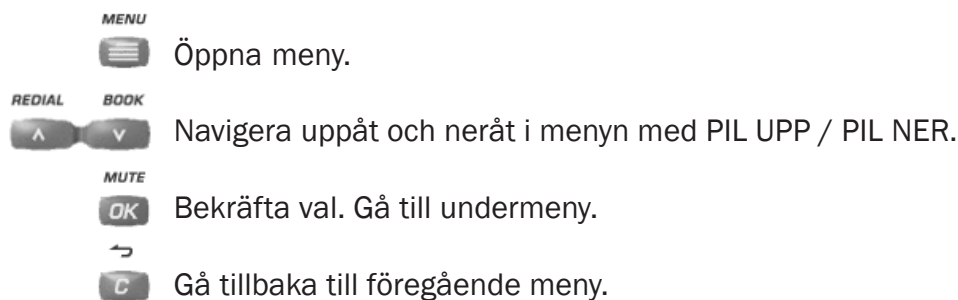 MENU
Öppna meny.
REDIAL BOOK
Navigera uppåt och neråt i menyn med PIL UPP / PIL NER.
MUTE
OK Bekräfta val. Gå till undermeny.
C Gå tillbaka till föregående meny.